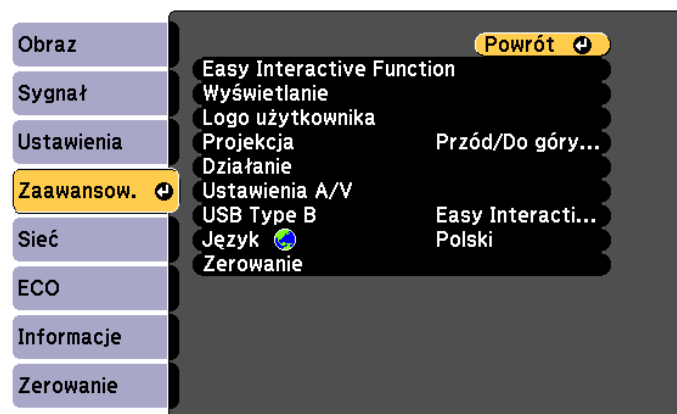 Obraz
Sygnał
Ustawienia
Zaawansow.
Sieć
ECO
Informacje
Zerowanie
Powrót
Easy Interactive Function
Wyświetlanie
Logo użytkownika
Projekcja Przód/Do góry...
Działanie
Ustawienia A/V
USB Type B Easy Interacti...
Język Polski
Zerowanie